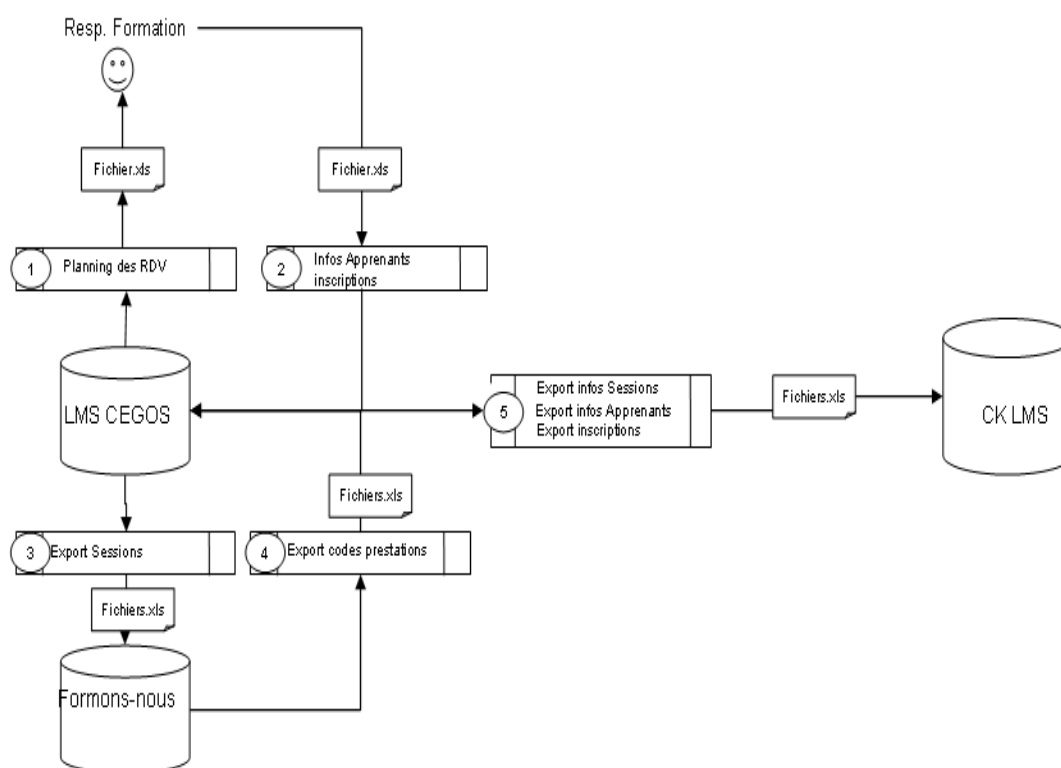 Resp. Formation
Fichier.xls
Fichier.xls
1
Planning des RDV
2
Infos Apprenants
inscriptions
LMS CEGOS
5
Export infos Sessions
Export infos Apprenants
Export inscriptions
Fichiers.xls
CK LMS
Fichiers.xls
3
Export Sessions
4
Export codes prestations
Fichiers.xls
Formons-nous